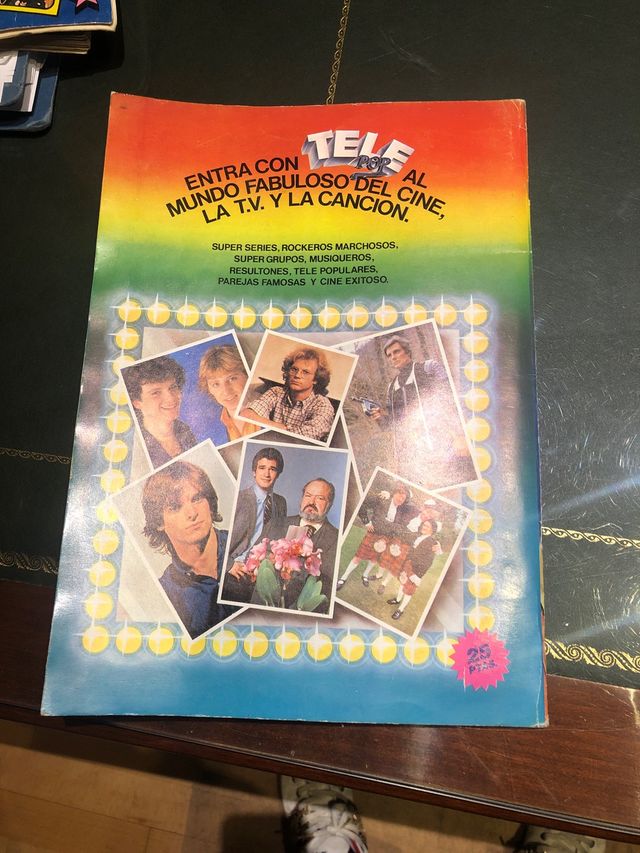 ENTRA CON TELE POP AL
MUNDO FABULOSO DEL CINE,
LA T.V. Y LA CANCION.
SUPER SERIES, ROCKEROS MARCHOSOS,
SUPER GRUPOS, MUSIQUEROS,
RESULTONES, TELE POPULARES,
PAREJAS FAMOSAS Y CINE EXITOSO.
25
PTAS.